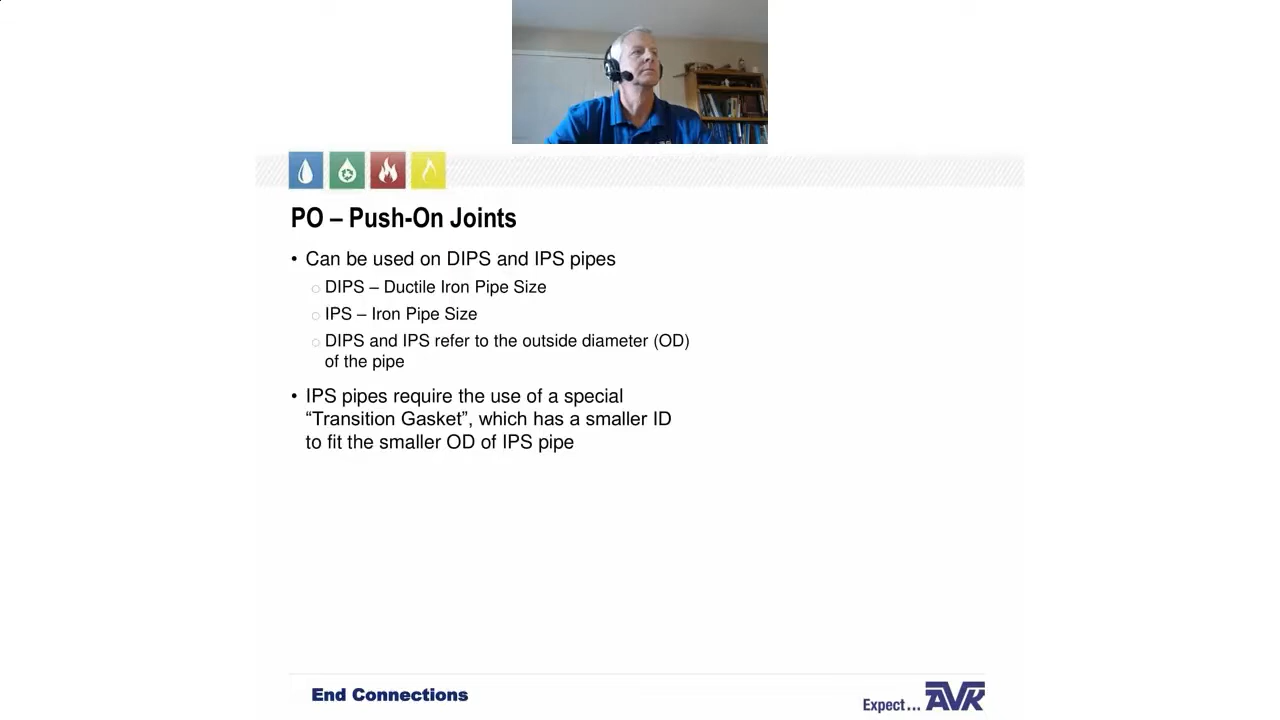 PO – Push-On Joints
• Can be used on DIPS and IPS pipes
○ DIPS – Ductile Iron Pipe Size
○ IPS – Iron Pipe Size
○ DIPS and IPS refer to the outside diameter (OD)
of the pipe
• IPS pipes require the use of a special
“Transition Gasket”, which has a smaller ID
to fit the smaller OD of IPS pipe
End Connections
Expect... AVK